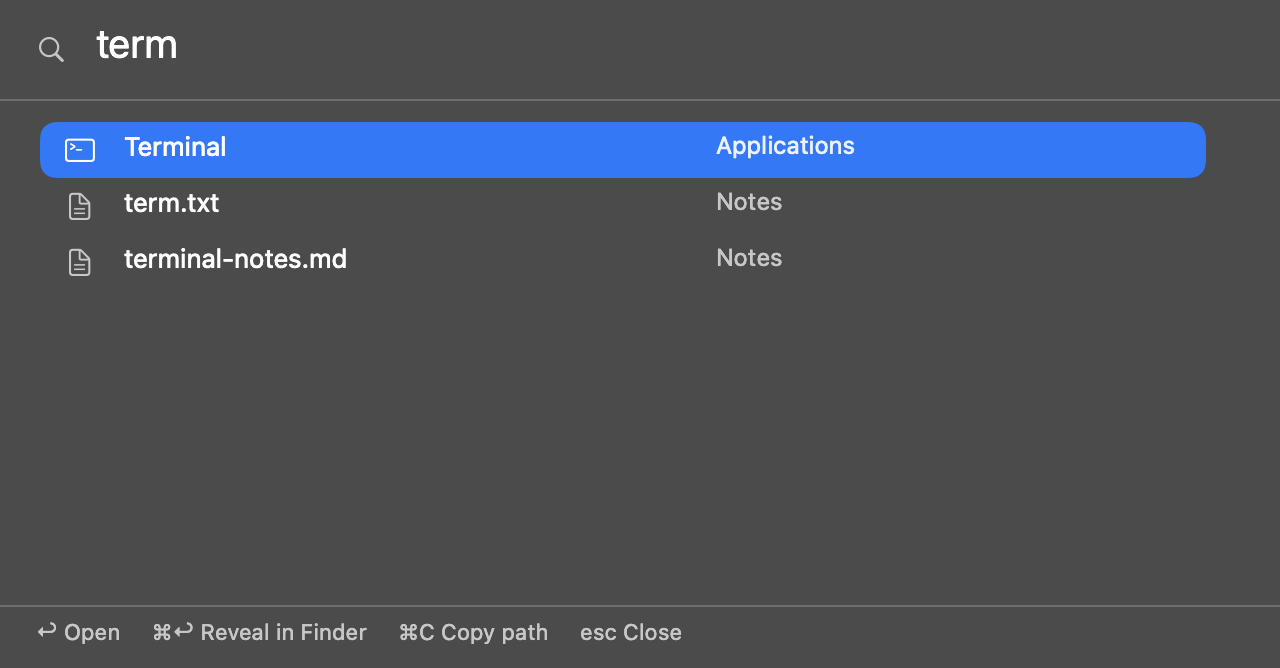 term
Terminal Applications
term.txt Notes
terminal-notes.md Notes
↩ Open ⌘↩ Reveal in Finder ⌘C Copy path esc Close